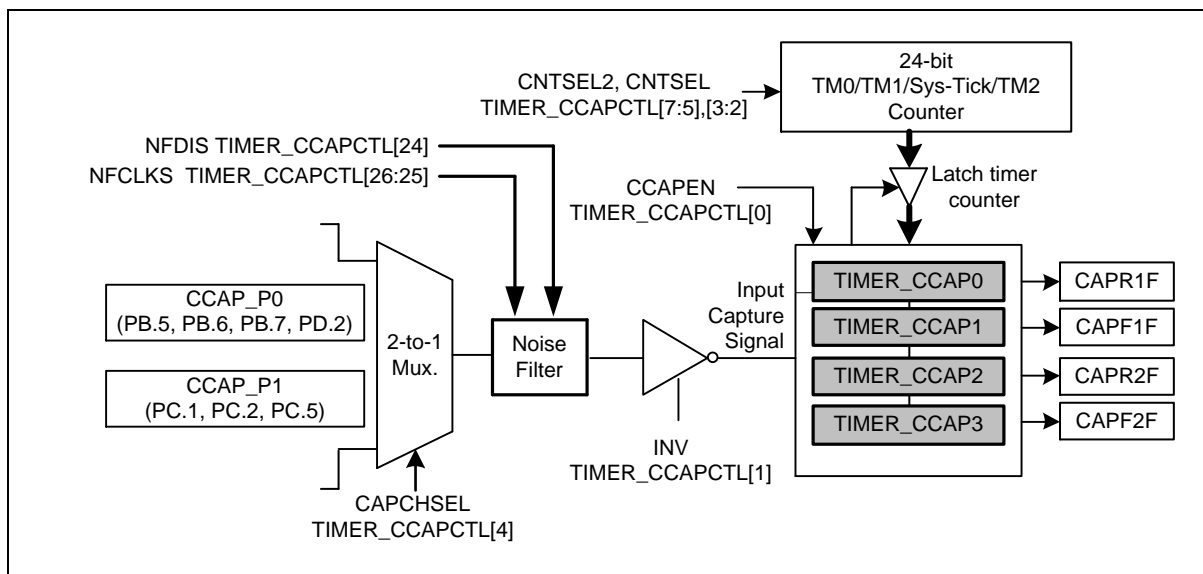 24-bit
TM0/TM1/Sys-Tick/TM2
Counter
CNTSEL2, CNTSEL
TIMER_CCAPCTL[7:5],[3:2]
NFDIS TIMER_CCAPCTL[24]
NFCLKS TIMER_CCAPCTL[26:25]
CCAPEN
TIMER_CCAPCTL[0]
Latch timer
counter
CCAP_P0
(PB.5, PB.6, PB.7, PD.2)
CCAP_P1
(PC.1, PC.2, PC.5)
2-to-1
Mux.
Noise
Filter
Input
Capture
Signal
TIMER_CCAP0
TIMER_CCAP1
TIMER_CCAP2
TIMER_CCAP3
CAPR1F
CAPF1F
CAPR2F
CAPF2F
INV
TIMER_CCAPCTL[1]
CAPCHSEL
TIMER_CCAPCTL[4]